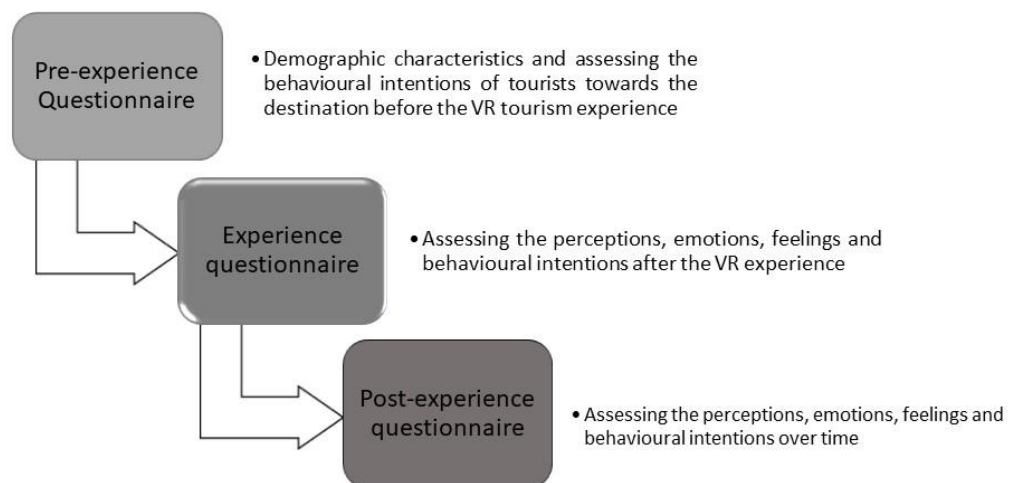 Pre-experience
Questionnaire
•Demographic characteristics and assessing the
behavioural intentions of tourists towards the
destination before the VR tourism experience
Experience
questionnaire
•Assessing the perceptions, emotions, feelings and
behavioural intentions after the VR experience
Post-experience
questionnaire
•Assessing the perceptions, emotions, feelings and
behavioural intentions over time